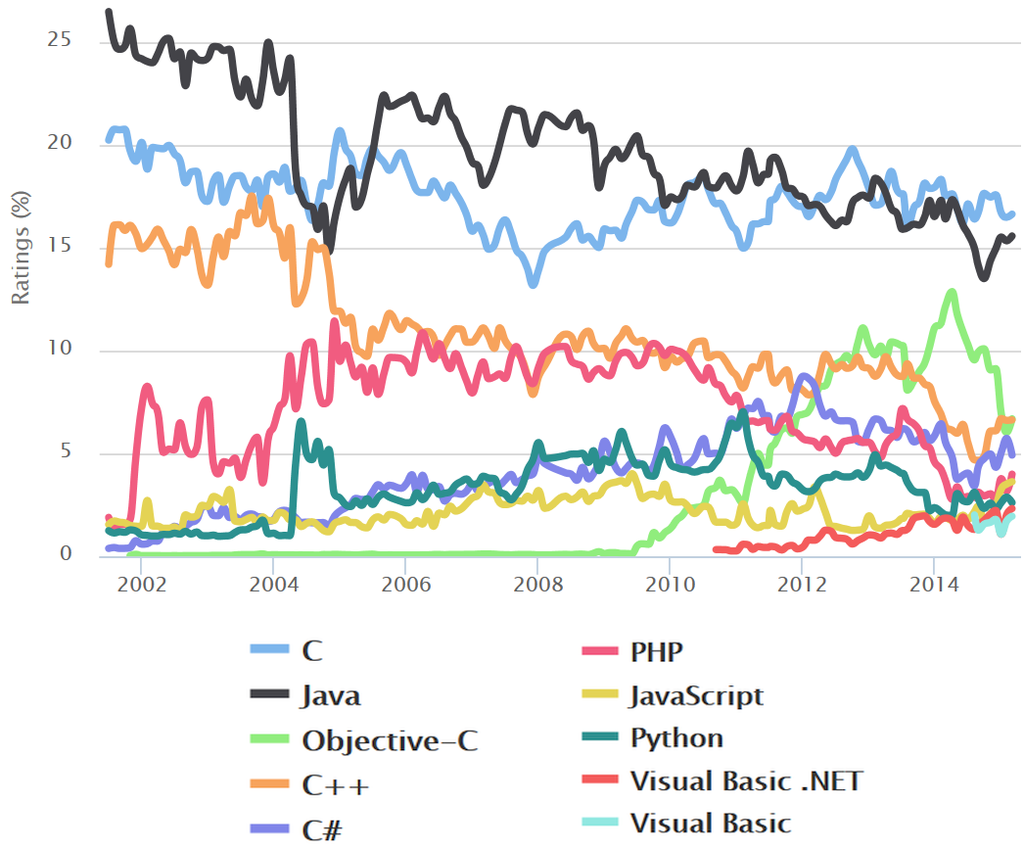 25
20
15
10
5
0
Ratings (%)
2002 2004 2006 2008 2010 2012 2014
C
Java
Objective-C
C++
C#
PHP
JavaScript
Python
Visual Basic .NET
Visual Basic